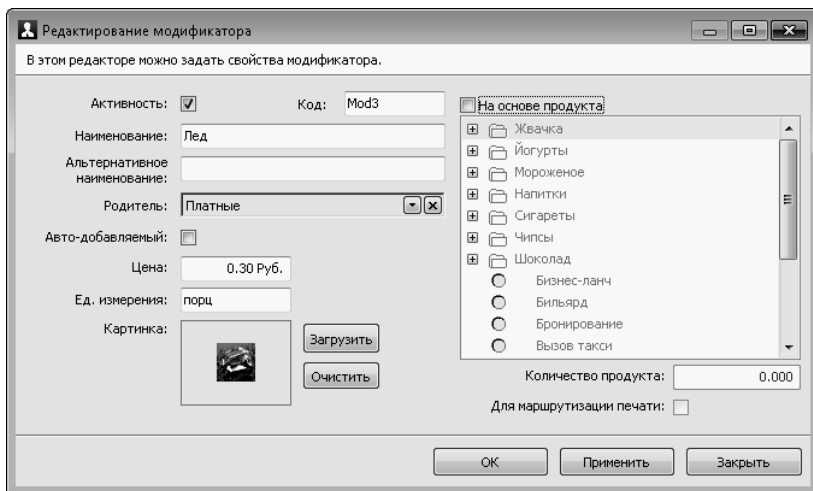 Редактирование модификатора
В этом редакторе можно задать свойства модификатора.
Активность: Код: Mod3
Наименование: Лед
Альтернативное
наименование:
Родитель: Платные
Авто-добавляемый:
Цена: 0.30 Руб.
Ед. измерения: порц
Картинка:
Загрузить
Очистить
На основе продукта
Жвачка
Йогурты
Мороженое
Напитки
Сигареты
Чипсы
Шоколад
Бизнес-ланч
Бильярд
Бронирование
Вызов такси
Количество продукта: 0.000
Для маршрутизации печати:
ОК Применить Закрыть